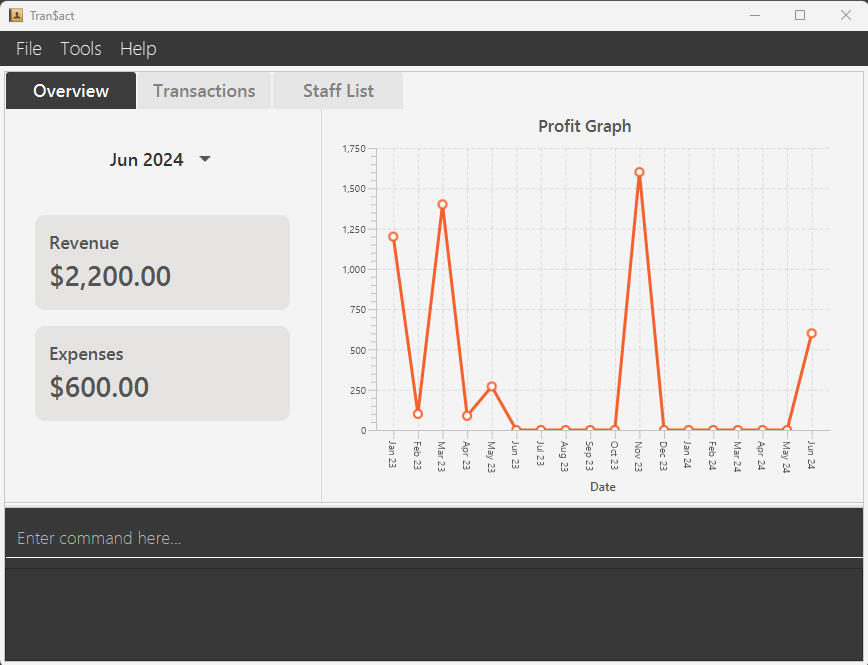 Tran$act
File Tools Help
Overview Transactions Staff List
Jun 2024
Revenue
$2,200.00
Expenses
$600.00
Profit Graph
1,750
1,500
1,250
1,000
750
500
250
0
Jan 23 Feb 23 Mar 23 Apr 23 May 23 Jun 23 Jul 23 Aug 23 Sep 23 Oct 23 Nov 23 Dec 23 Jan 24 Feb 24 Mar 24 Apr 24 May 24 Jun 24
Date
Enter command here...